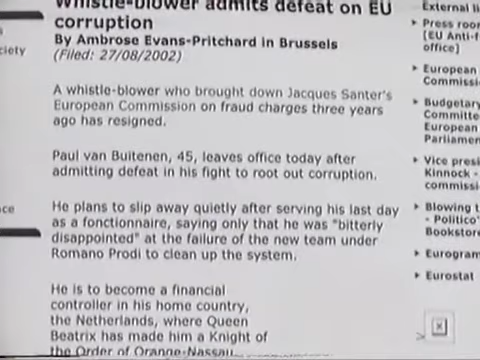 Whistle-blower admits defeat on EU
corruption
By Ambrose Evans-Pritchard in Brussels
(Filed: 27/08/2002)
A whistle-blower who brought down Jacques Santer's
European Commission on fraud charges three years
ago has resigned.
Paul van Buitenen, 45, leaves office today after
admitting defeat in his fight to root out corruption.
He plans to slip away quietly after serving his last day
as a fonctionnaire, saying only that he was "bitterly
disappointed" at the failure of the new team under
Romano Prodi to clean up the system.
He is to become a financial
controller in his home country,
the Netherlands, where Queen
Beatrix has made him a Knight of
the Order of Orange-Nassau.
External li
Press roo
[EU Anti-f
office]
European
Commissi
Budgetar
Committe
European
Parliamen
Vice presi
Kinnock -
commissi
Blowing t
- Politico'
Bookstore
Eurogram
Eurostat
ciety
ce